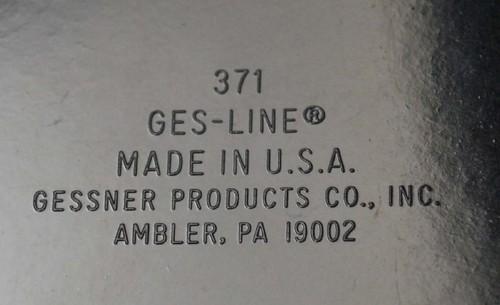 371
GES-LINE®
MADE IN U.S.A.
GESSNER PRODUCTS CO., INC.
AMBLER, PA 19002